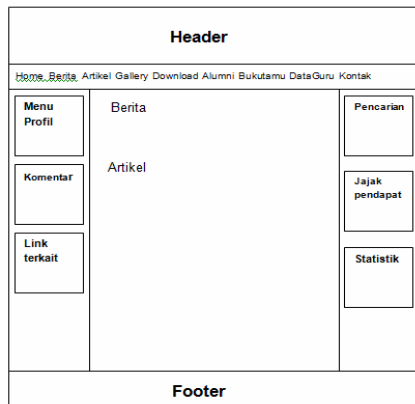 Header
Home Berita Artikel Gallery Download Alumni Bukutamu DataGuru Kontak
Menu
Profil
Komentar
Link
terkait
Berita
Artikel
Pencarian
Jajak
pendapat
Statistik
Footer